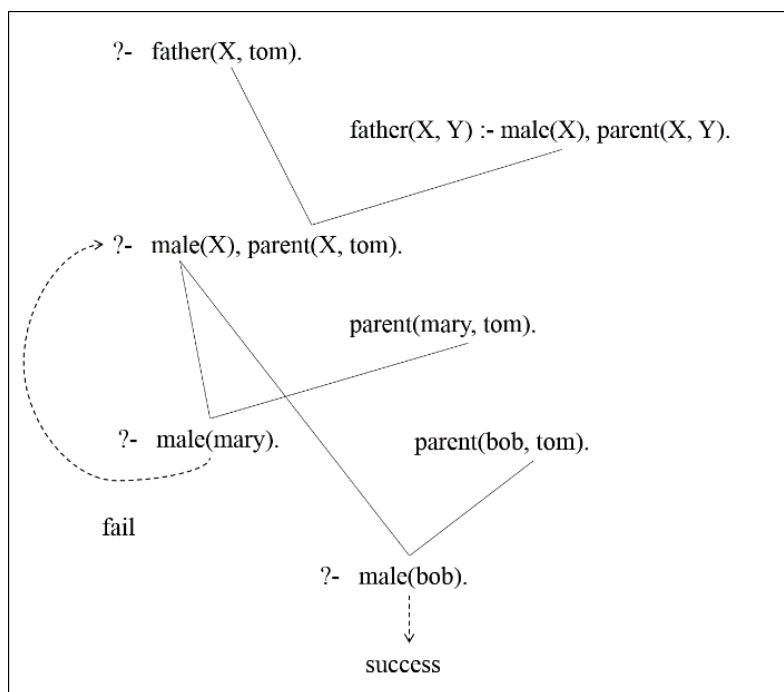 ?- father(X, tom).
father(X, Y) :- male(X), parent(X, Y).
?- male(X), parent(X, tom).
parent(mary, tom).
?- male(mary).
parent(bob, tom).
fail
?- male(bob).
success